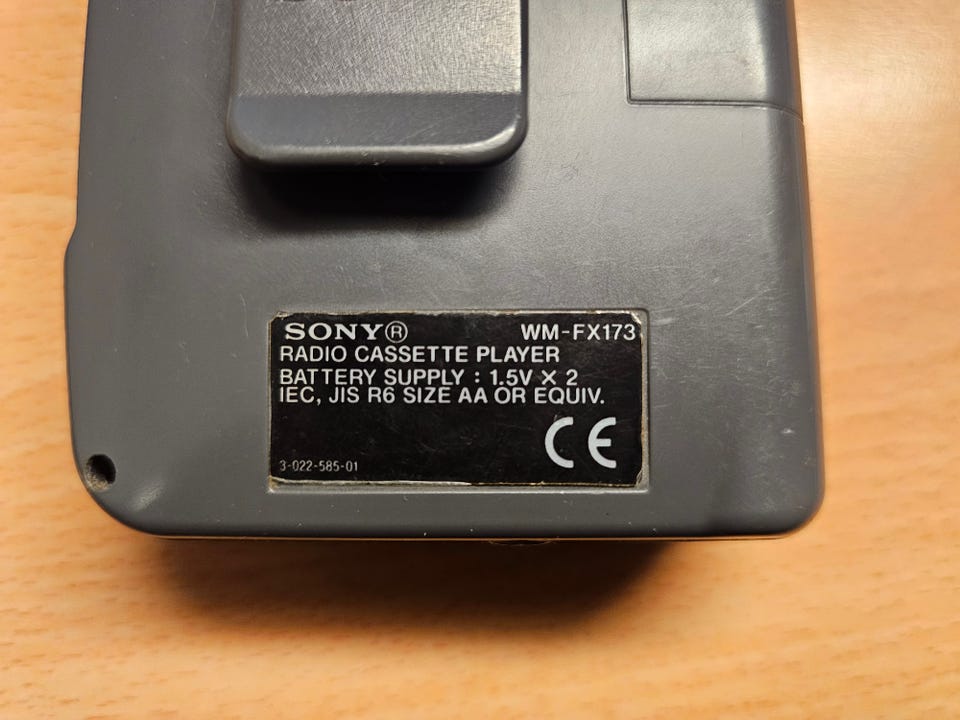 SONY® WM-FX173
RADIO CASSETTE PLAYER
BATTERY SUPPLY : 1.5V X 2
IEC, JIS R6 SIZE AA OR EQUIV.
CE
3-022-585-01